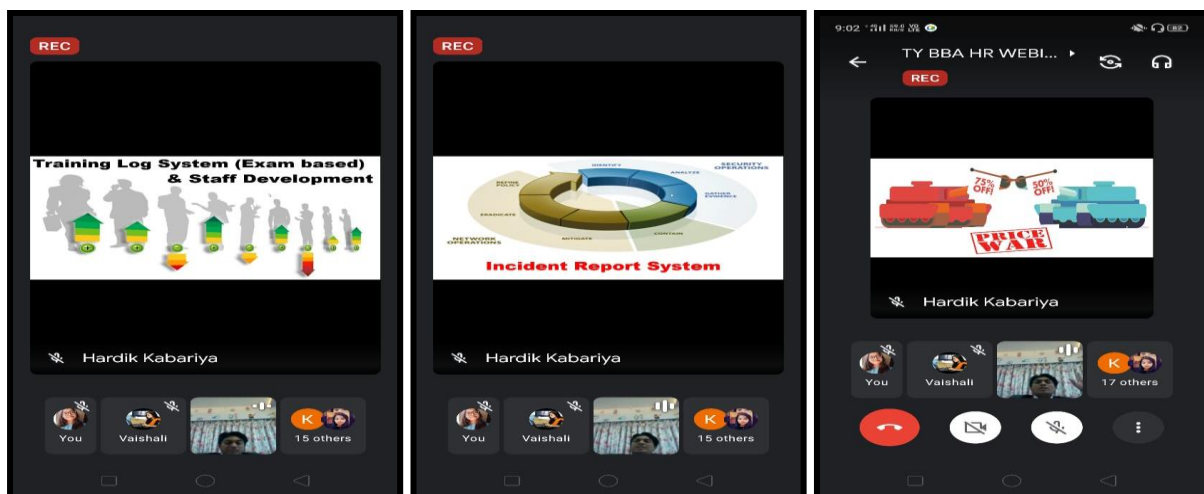 REC
Training Log System (Exam based)
& Staff Development
Hardik Kabariya
You
Vaishali
15 others
REC
IDENTIFY
SECURITY
OPERATIONS
ANALYZE
REFINE
POLICY
GATHER
EVIDENCE
ERADICATE
CONTAIN
NETWORK
OPERATIONS
MITIGATE
Incident Report System
Hardik Kabariya
You
Vaishali
K
15 others
9:02
TY BBA HR WEBI...
REC
75%
OFF!
50%
OFF!
PRICE
WAR
Hardik Kabariya
You
Vaishali
K
17 others